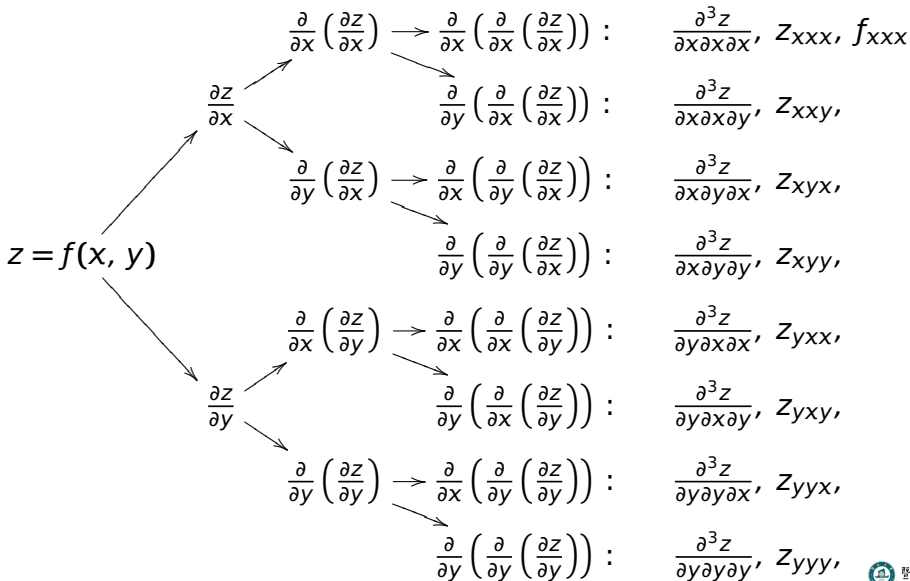 ∂/∂x (∂z/∂x) → ∂/∂x (∂/∂x (∂z/∂x)) : ∂³z/∂x∂x∂x, z_xxx, f_xxx
∂z/∂x ∂/∂y (∂/∂x (∂z/∂x)) : ∂³z/∂x∂x∂y, z_xxy,
∂/∂y (∂z/∂x) → ∂/∂x (∂/∂y (∂z/∂x)) : ∂³z/∂x∂y∂x, z_xyx,
z = f(x, y) ∂/∂y (∂/∂y (∂z/∂x)) : ∂³z/∂x∂y∂y, z_xyy,
∂/∂x (∂z/∂y) → ∂/∂x (∂/∂x (∂z/∂y)) : ∂³z/∂y∂x∂x, z_yxx,
∂z/∂y ∂/∂y (∂/∂x (∂z/∂y)) : ∂³z/∂y∂x∂y, z_yxy,
∂/∂y (∂z/∂y) → ∂/∂x (∂/∂y (∂z/∂y)) : ∂³z/∂y∂y∂x, z_yyx,
∂/∂y (∂/∂y (∂z/∂y)) : ∂³z/∂y∂y∂y, z_yyy,